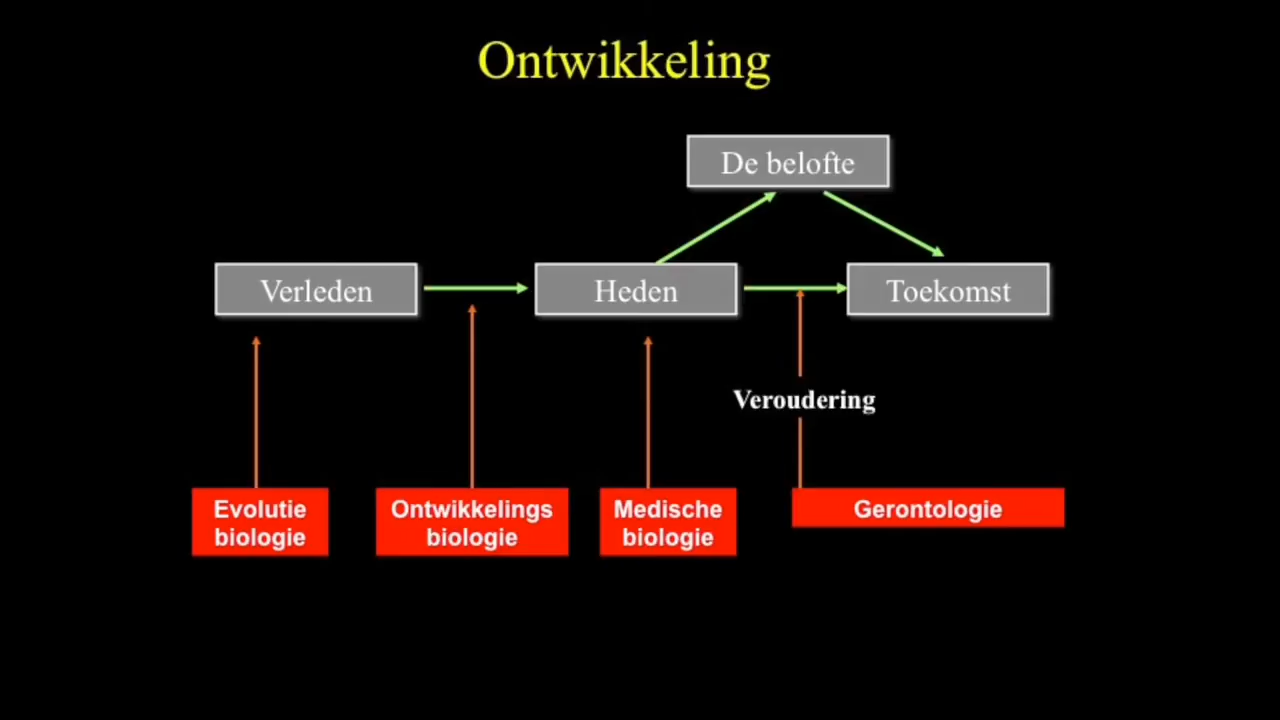 Ontwikkeling
De belofte
Verleden
Heden
Toekomst
Veroudering
Evolutie
biologie
Ontwikkelings
biologie
Medische
biologie
Gerontologie